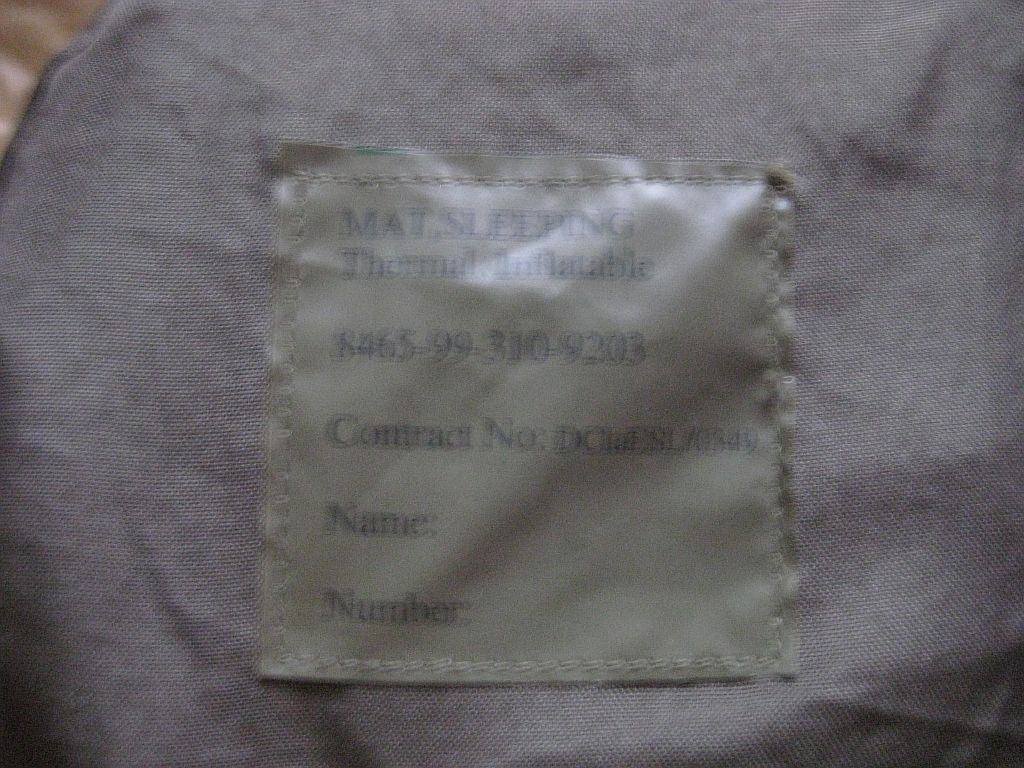 MAT,SLEEPING
Thermal, Inflatable
8465-99-310-9203
Contract No:
Name:
Number: